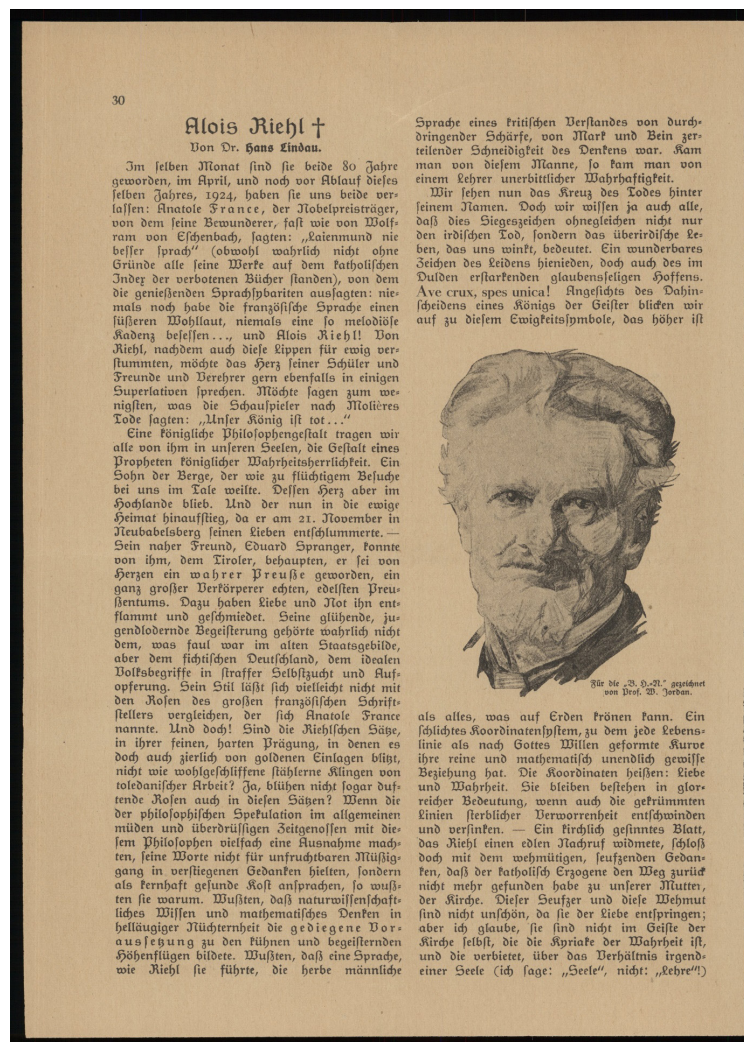 30
Alois Riehl †
Von Dr. Hans Lindau.
Im selben Monat sind sie beide 80 Jahre
geworden, im April, und noch vor Ablauf dieses
selben Jahres, 1924, haben sie uns beide ver-
lassen: Anatole France, der Nobelpreisträger,
von dem seine Bewunderer, fast wie von Wolf-
ram von Eschenbach, sagten: „Laienmund nie
besser sprach“ (obwohl wahrlich nicht ohne
Gründe alle seine Werke auf dem katholischen
Index der verbotenen Bücher standen), von dem
die genießenden Sprachsybariten aussagten: nie-
mals noch habe die französische Sprache einen
süßeren Wohllaut, niemals eine so melodiöse
Kadenz besessen..., und Alois Riehl! Von
Riehl, nachdem auch diese Lippen für ewig ver-
stummten, möchte das Herz seiner Schüler und
Freunde und Verehrer gern ebenfalls in einigen
Superlativen sprechen. Möchte sagen zum we-
nigsten, was die Schauspieler nach Molières
Tode sagten: „Unser König ist tot...“
Eine königliche Philosophengestalt tragen wir
alle von ihm in unseren Seelen, die Gestalt eines
Propheten königlicher Wahrheitsherrlichkeit. Ein
Sohn der Berge, der wie zu flüchtigem Besuche
bei uns im Tale weilte. Dessen Herz aber im
Hochlande blieb. Und der nun in die ewige
Heimat hinaufstieg, da er am 21. November in
Neubabelsberg seinen Lieben entschlummerte. —
Sein naher Freund, Eduard Spranger, konnte
von ihm, dem Tiroler, behaupten, er sei von
Herzen ein wahrer Preuße geworden, ein
ganz großer Verkörperer echten, edelsten Preu-
ßentums. Dazu haben Liebe und Not ihn ent-
flammt und geschmiedet. Seine glühende, ju-
gendlodernde Begeisterung gehörte wahrlich nicht
dem, was faul war im alten Staatsgebilde,
aber dem fichtischen Deutschland, dem idealen
Volksbegriffe in straffer Selbstzucht und Auf-
opferung. Sein Stil läßt sich vielleicht nicht mit
den Rosen des großen französischen Schrift-
stellers vergleichen, der sich Anatole France
nannte. Und doch! Sind die Riehlschen Sätze,
in ihrer feinen, harten Prägung, in denen es
doch auch zierlich von goldenen Einlagen blitzt,
nicht wie wohlgeschliffene stählerne Klingen von
toledanischer Arbeit? Ja, blühen nicht sogar duf-
tende Rosen auch in diesen Sätzen? Wenn die
der philosophischen Spekulation im allgemeinen
müden und überdrüssigen Zeitgenossen mit die-
sem Philosophen vielfach eine Ausnahme mach-
ten, seine Worte nicht für unfruchtbaren Müßig-
gang in verstiegenen Gedanken hielten, sondern
als kernhaft gesunde Kost ansprachen, so wuß-
ten sie warum. Wußten, daß naturwissenschaft-
liches Wissen und mathematisches Denken in
helläugiger Nüchternheit die gediegene Vor-
aussetzung zu den kühnen und begeisternden
Höhenflügen bildete. Wußten, daß eine Sprache,
wie Riehl sie führte, die herbe männliche
Sprache eines kritischen Verstandes von durch-
dringender Schärfe, von Mark und Bein zer-
teilender Schneidigkeit des Denkens war. Kam
man von diesem Manne, so kam man von
einem Lehrer unerbittlicher Wahrhaftigkeit.
Wir sehen nun das Kreuz des Todes hinter
seinem Namen. Doch wir wissen ja auch alle,
daß dies Siegeszeichen ohnegleichen nicht nur
den irdischen Tod, sondern das überirdische Le-
ben, das uns winkt, bedeutet. Ein wunderbares
Zeichen des Leidens hienieden, doch auch des im
Dulden erstarkenden glaubensseligen Hoffens.
Ave crux, spes unica! Angesichts des Dahin-
scheidens eines Königs der Geister blicken wir
auf zu diesem Ewigkeitssymbole, das höher ist
Für die „B. H.-N.“ gezeichnet
von Prof. W. Jordan.
als alles, was auf Erden krönen kann. Ein
schlichtes Koordinatensystem, zu dem jede Lebens-
linie als nach Gottes Willen geformte Kurve
ihre reine und mathematisch unendlich gewisse
Beziehung hat. Die Koordinaten heißen: Liebe
und Wahrheit. Sie bleiben bestehen in glor-
reicher Bedeutung, wenn auch die gekrümmten
Linien sterblicher Verworrenheit entschwinden
und versinken. — Ein kirchlich gesinntes Blatt,
das Riehl einen edlen Nachruf widmete, schloß
doch mit dem wehmütigen, seufzenden Gedan-
ken, daß der katholisch Erzogene den Weg zurück
nicht mehr gefunden habe zu unserer Mutter,
der Kirche. Dieser Seufzer und diese Wehmut
sind nicht unschön, da sie der Liebe entspringen;
aber ich glaube, sie sind nicht im Geiste der
Kirche selbst, die die Kyriake der Wahrheit ist,
und die verbietet, über das Verhältnis irgend-
einer Seele (ich sage: „Seele“, nicht: „Lehre“!)